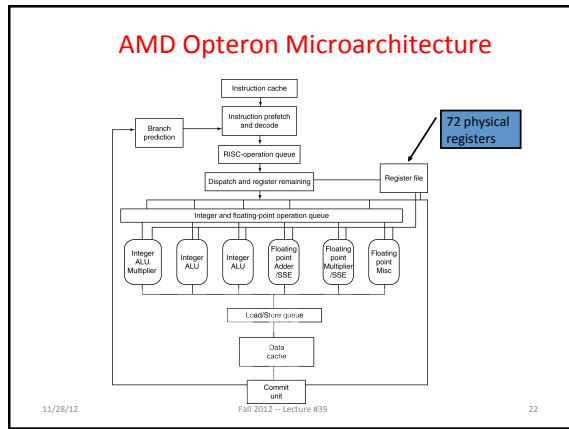 AMD Opteron Microarchitecture
Instruction cache
Instruction prefetch
and decode
Branch
prediction
72 physical
registers
RISC-operation queue
Dispatch and register remaining
Register file
Integer and floating-point operation queue
Integer
ALU.
Multiplier
Integer
ALU
Integer
ALU
Floating
point
Adder
/SSE
Floating
point
Multiplier
/SSE
Floating
point
Misc
Load/Store queue
Data
cache
Commit
unit
11/28/12
Fall 2012 -- Lecture #39
22